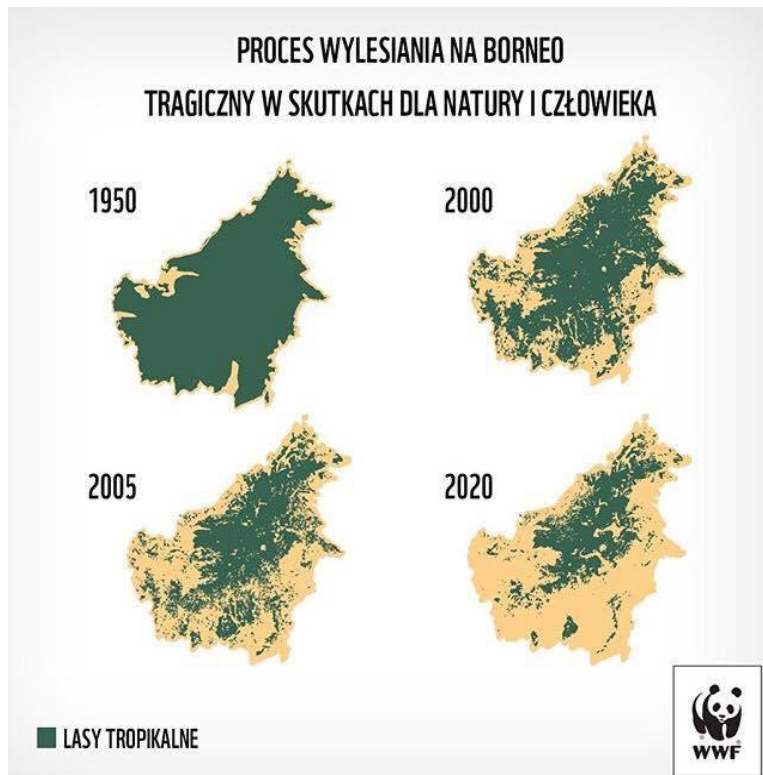 PROCES WYLESIANIA NA BORNEO
TRAGICZNY W SKUTKACH DLA NATURY I CZŁOWIEKA
1950
2000
2005
2020
LASY TROPIKALNE
WWF